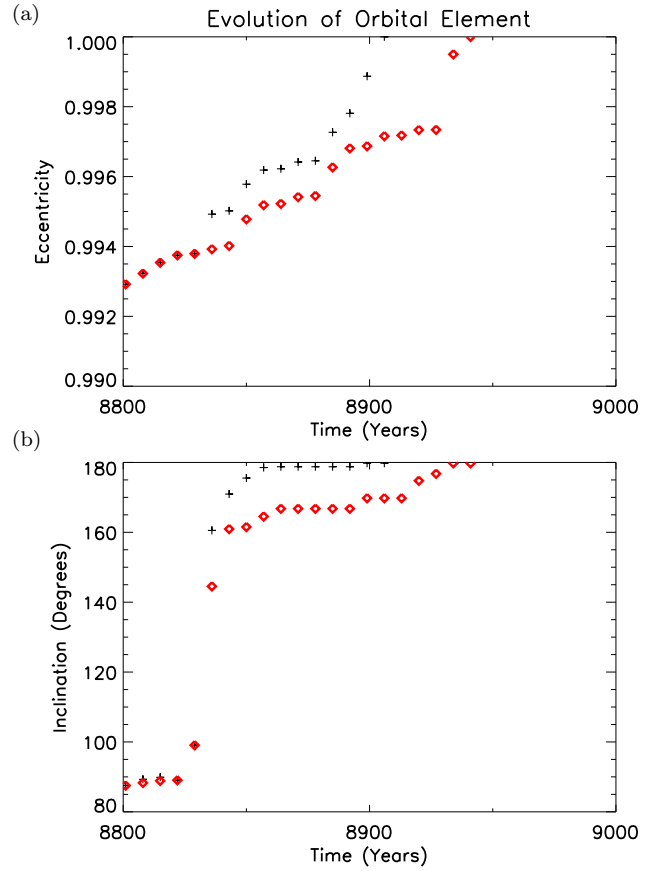 (a)
Evolution of Orbital Element
1.000
0.998
0.996
0.994
0.992
0.990
Eccentricity
8800
8900
9000
Time (Years)
(b)
180
160
140
120
100
80
Inclination (Degrees)
8800
8900
9000
Time (Years)